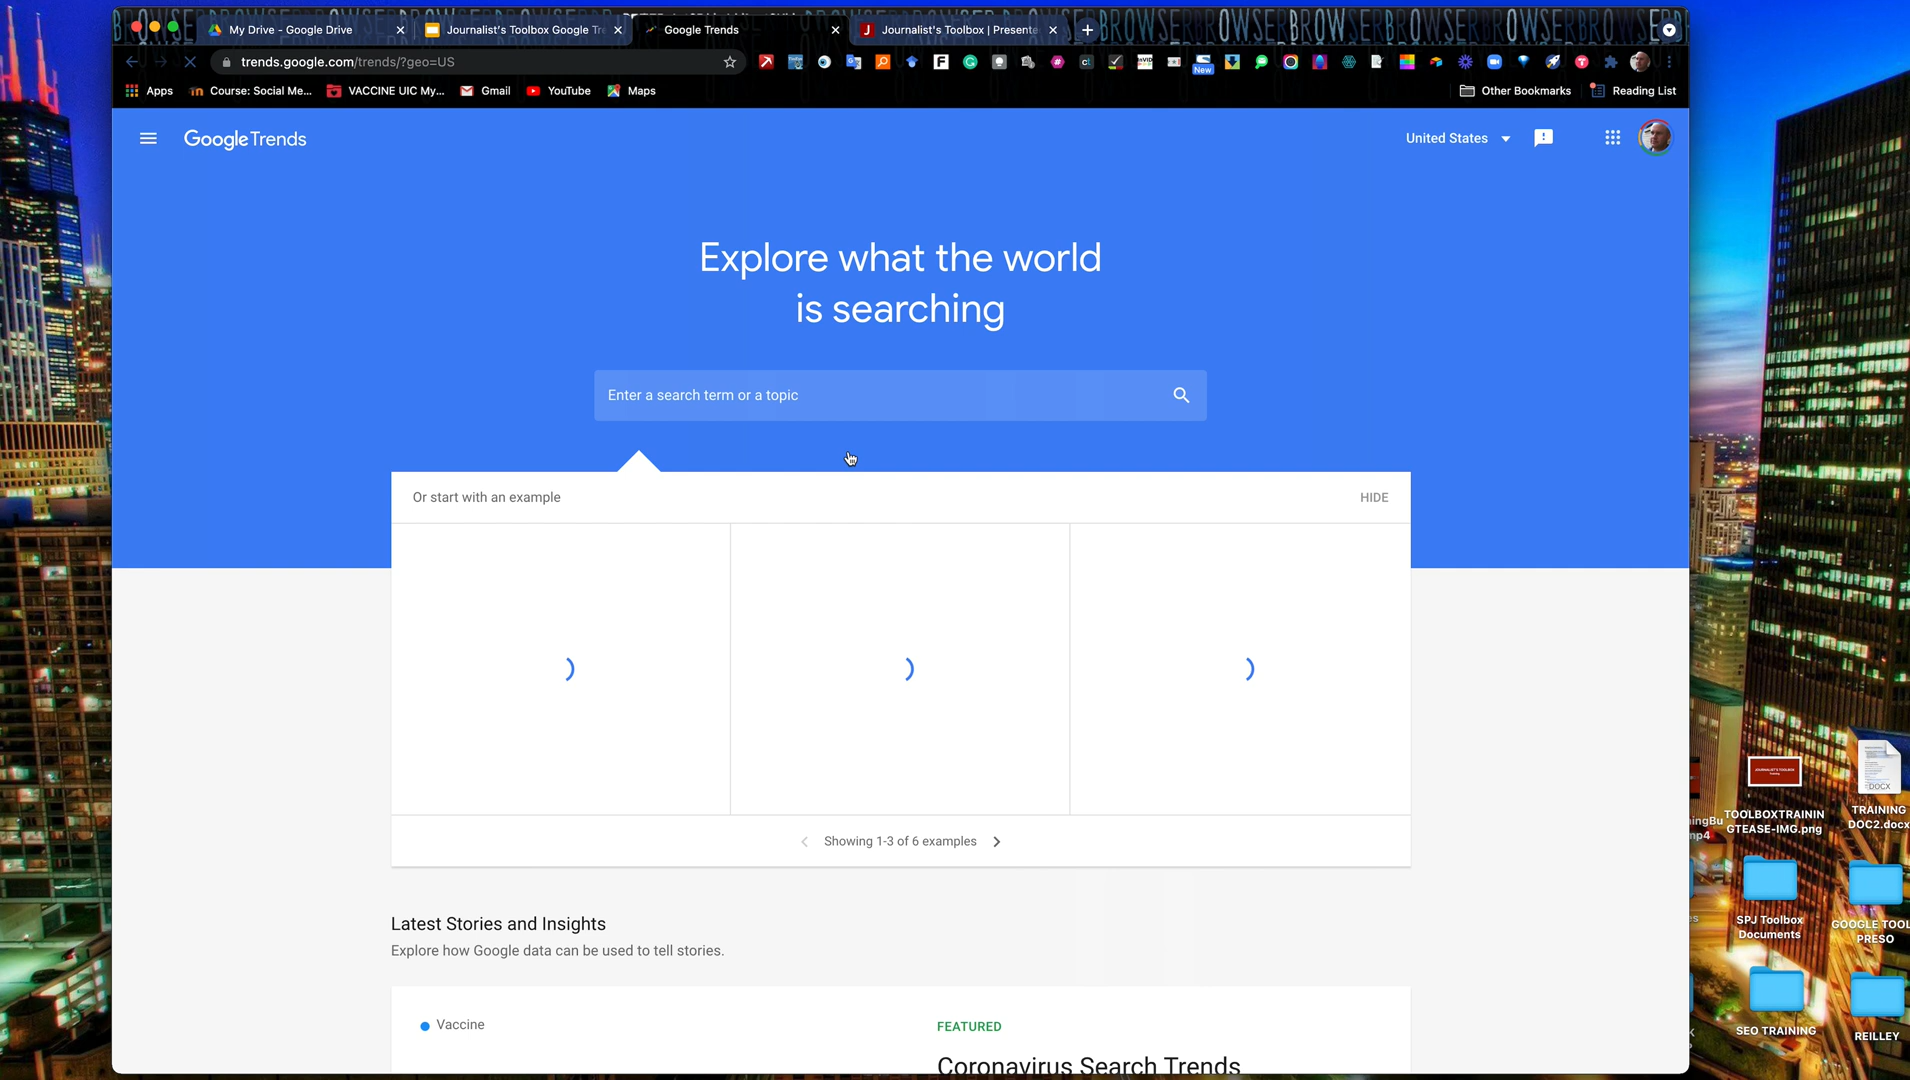 My Drive - Google Drive
Journalist's Toolbox Google Tr
Google Trends
Journalist's Toolbox | Presente
trends.google.com/trends/?geo=US
New
Apps
Course: Social Me...
VACCINE UIC My...
Gmail
YouTube
Maps
Other Bookmarks
Reading List
Google Trends
United States
Explore what the world
is searching
Enter a search term or a topic
Or start with an example
HIDE
Showing 1-3 of 6 examples
Latest Stories and Insights
Explore how Google data can be used to tell stories.
Vaccine
FEATURED
Coronavirus Search Trends
TOOLBOXTRAININ
GTEASE-IMG.png
DOCX
TRAINING
DOC2.docx
SPJ Toolbox
Documents
GOOGLE TOOL
PRESO
SEO TRAINING
REILLEY